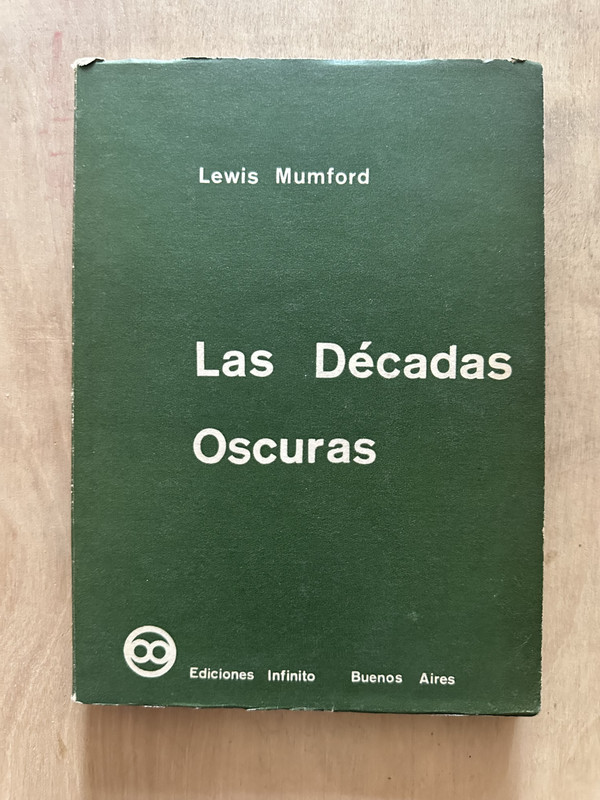 Lewis Mumford
Las Décadas
Oscuras
Ediciones Infinito Buenos Aires